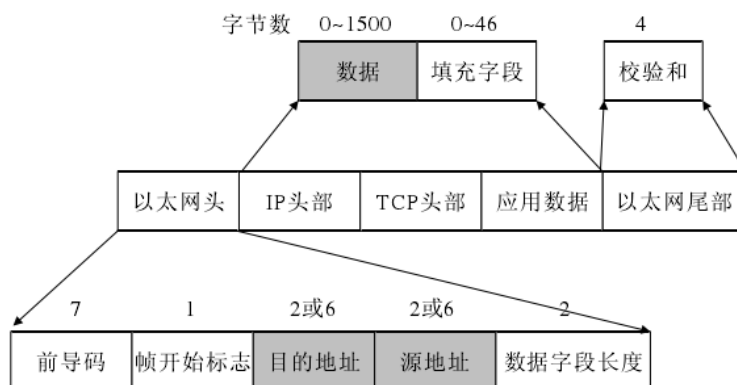 字节数 0~1500 0~46 4
数据 填充字段 校验和
以太网头 IP头部 TCP头部 应用数据 以太网尾部
7 1 2或6 2或6 2
前导码 帧开始标志 目的地址 源地址 数据字段长度